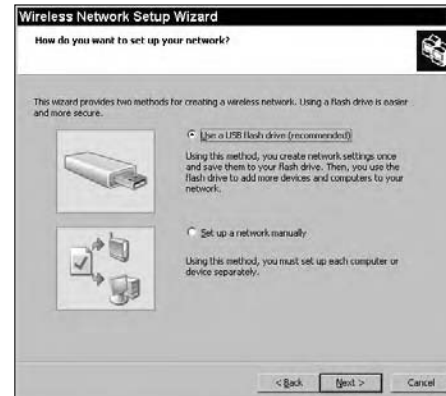 Wireless Network Setup Wizard
How do you want to set up your network?
This wizard provides two methods for creating a wireless network. Using a flash drive is easier
and more secure.
Use a USB flash drive (recommended)
Using this method, you create network settings once
and save them to your flash drive. Then, you use the
flash drive to add more devices and computers to your
network.
Set up a network manually
Using this method, you must set up each computer or
device separately.
< Back Next > Cancel